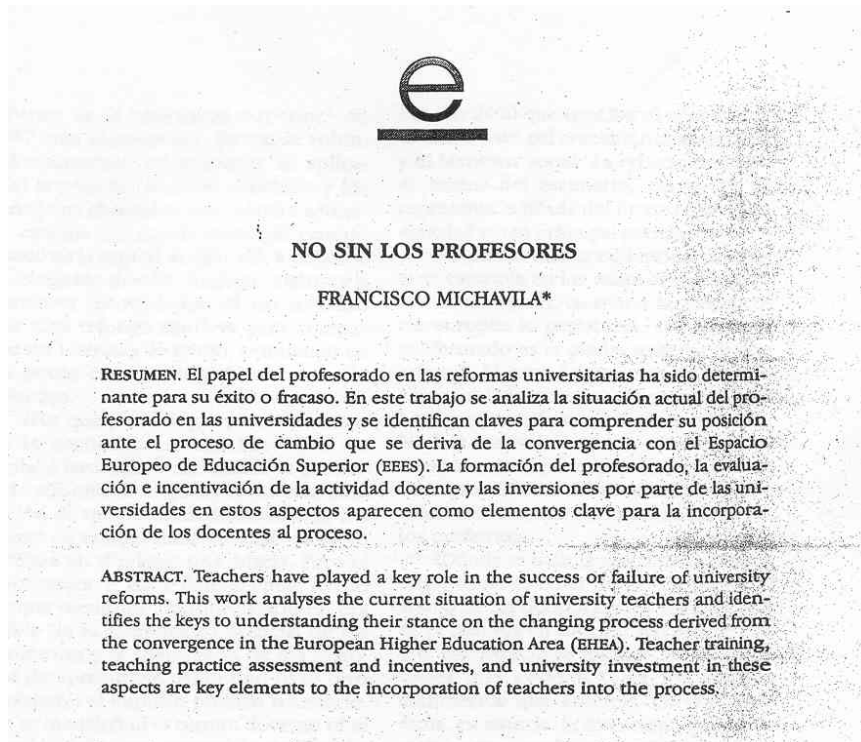 e
NO SIN LOS PROFESORES
FRANCISCO MICHAVILA*
RESUMEN. El papel del profesorado en las reformas universitarias ha sido determi-
nante para su éxito o fracaso. En este trabajo se analiza la situación actual del pro-
fesorado en las universidades y se identifican claves para comprender su posición
ante el proceso de cambio que se deriva de la convergencia con el Espacio
Europeo de Educación Superior (EEES). La formación del profesorado, la evalua-
ción e incentivación de la actividad docente y las inversiones por parte de las uni-
versidades en estos aspectos aparecen como elementos clave para la incorpora-
ción de los docentes al proceso.
ABSTRACT. Teachers have played a key role in the success or failure of university
reforms. This work analyses the current situation of university teachers and iden-
tifies the keys to understanding their stance on the changing process derived from
the convergence in the European Higher Education Area (EHEA). Teacher training,
teaching practice assessment and incentives, and university investment in these
aspects are key elements to the incorporation of teachers into the process.